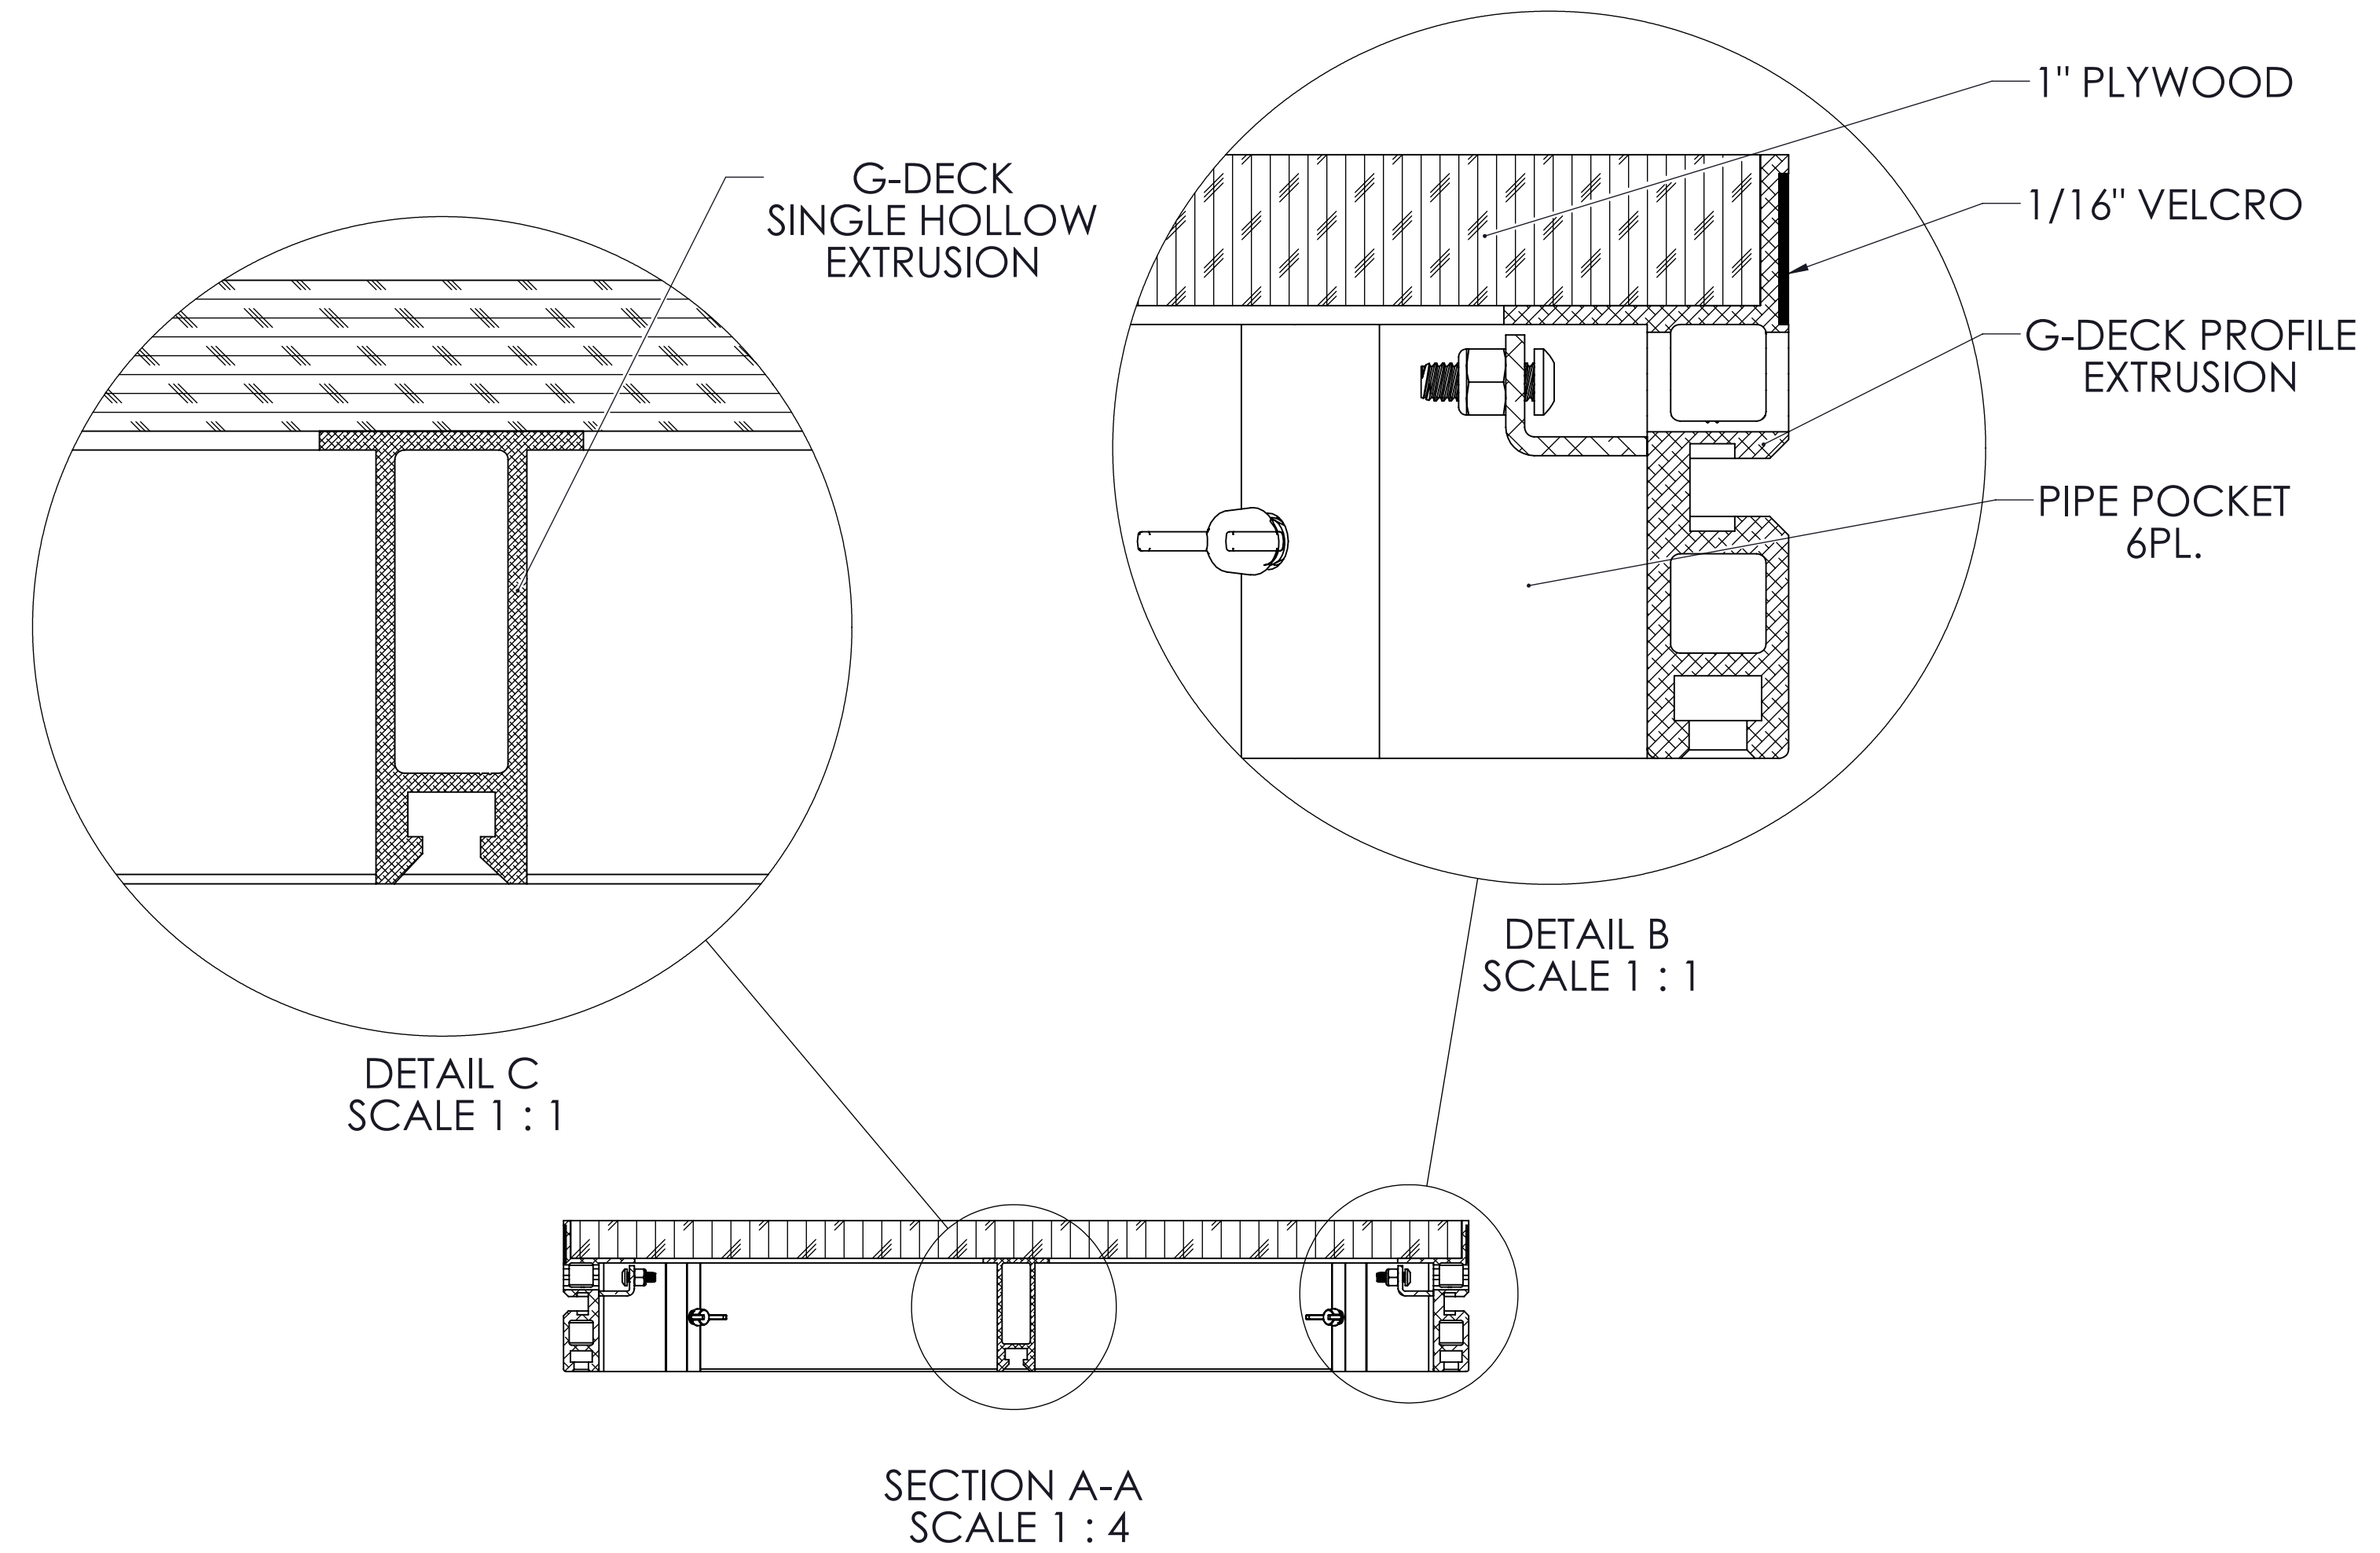 1" PLYWOOD
G-DECK
SINGLE HOLLOW
EXTRUSION
1/16" VELCRO
G-DECK PROFILE
EXTRUSION
PIPE POCKET
6PL.
DETAIL B
SCALE 1 : 1
DETAIL C
SCALE 1 : 1
SECTION A-A
SCALE 1 : 4